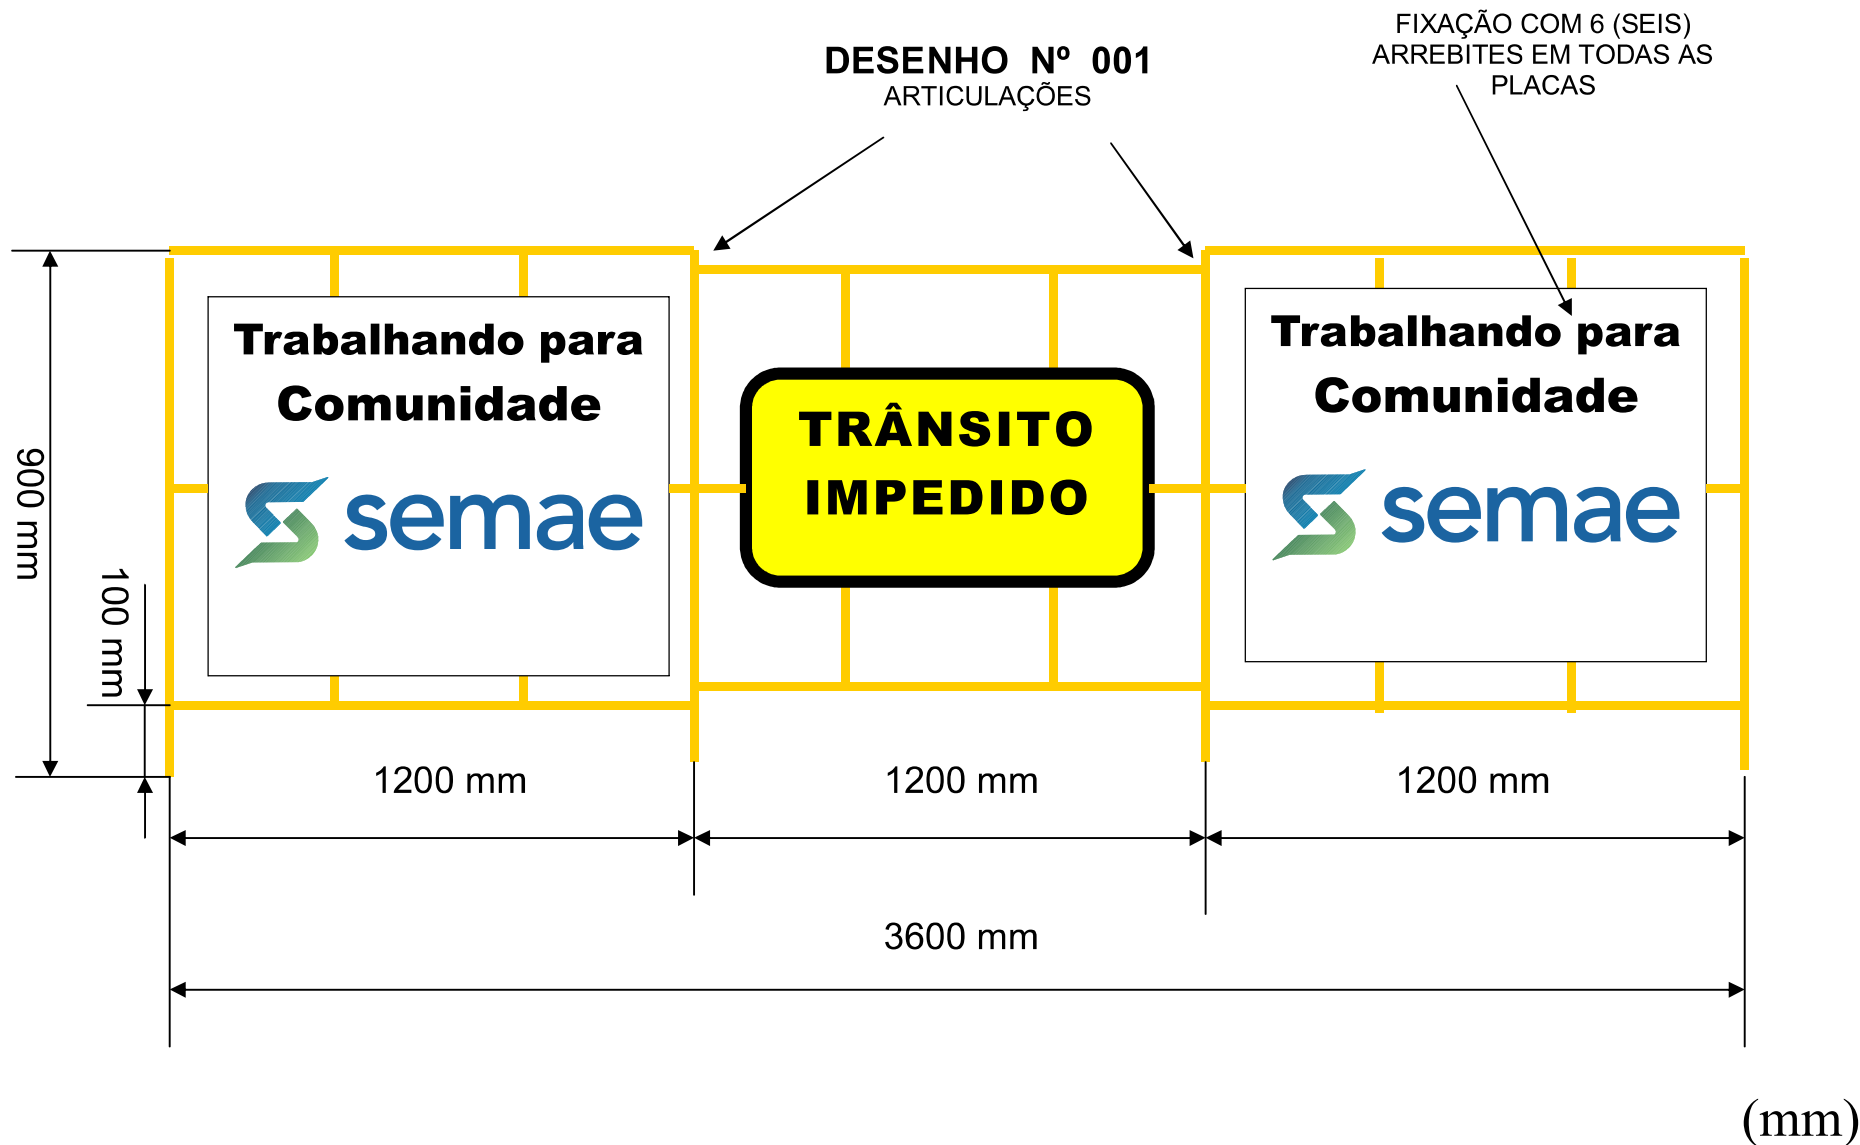 FIXAÇÃO COM 6 (SEIS)
ARREBITES EM TODAS AS
PLACAS
DESENHO Nº 001
ARTICULAÇÕES
Trabalhando para
Comunidade
semae
TRÂNSITO
IMPEDIDO
Trabalhando para
Comunidade
semae
900 mm
100 mm
1200 mm
1200 mm
1200 mm
3600 mm
(mm)